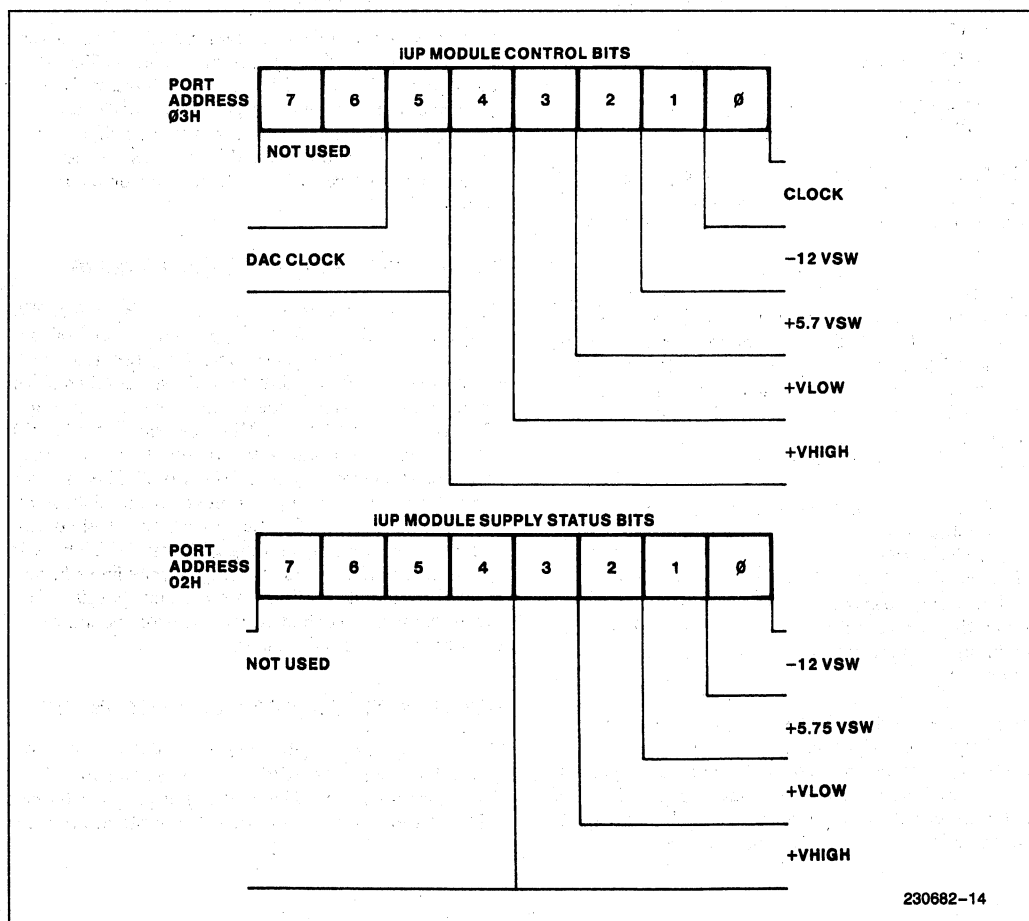 iUP MODULE CONTROL BITS
PORT
ADDRESS
Ø3H
7 6 5 4 3 2 1 Ø
NOT USED
CLOCK
DAC CLOCK
−12 VSW
+5.7 VSW
+VLOW
+VHIGH
iUP MODULE SUPPLY STATUS BITS
PORT
ADDRESS
02H
7 6 5 4 3 2 1 Ø
NOT USED
−12 VSW
+5.75 VSW
+VLOW
+VHIGH
230682–14